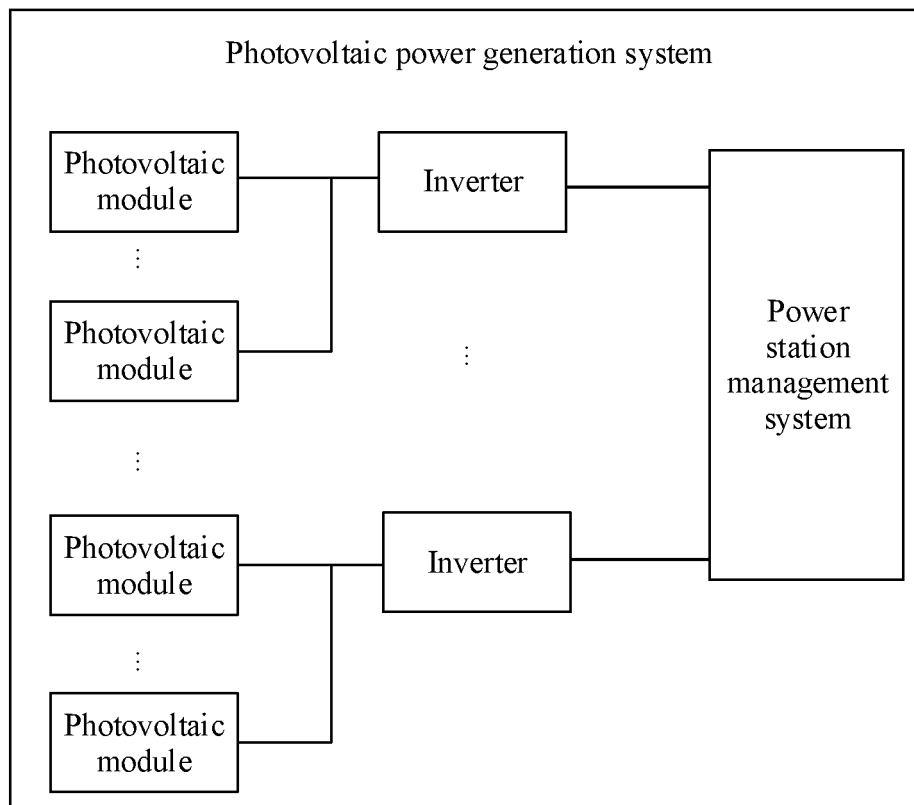 Photovoltaic power generation system
Photovoltaic
module
Inverter
Photovoltaic
module
Power
station
management
system
Photovoltaic
module
Inverter
Photovoltaic
module